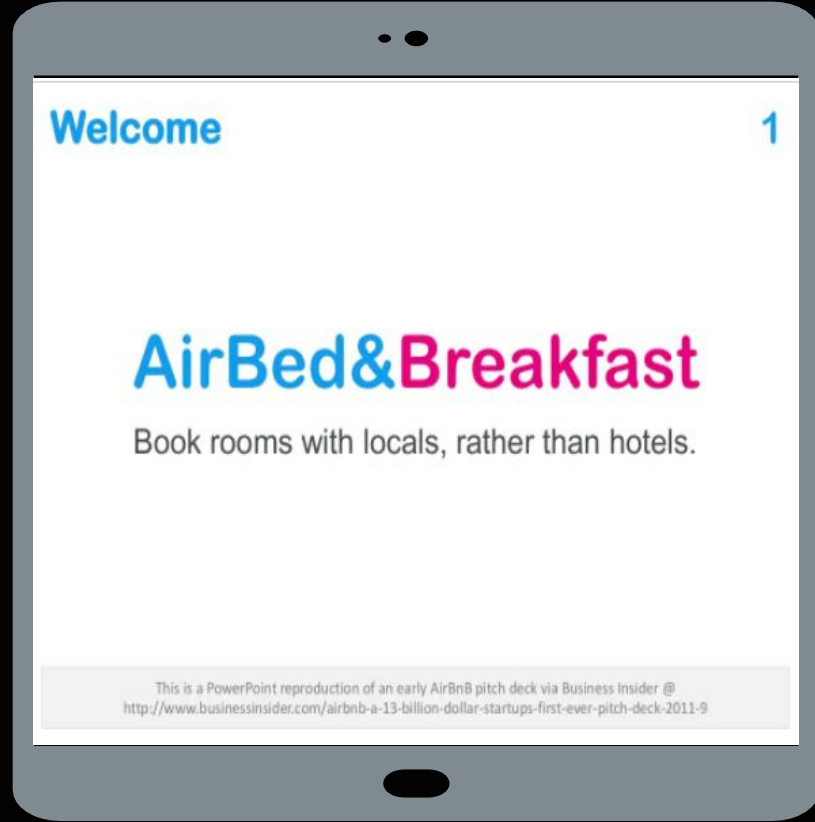 Welcome 1
AirBed&Breakfast
Book rooms with locals, rather than hotels.
This is a PowerPoint reproduction of an early AirBnB pitch deck via Business Insider @
http://www.businessinsider.com/airbnb-a-13-billion-dollar-startups-first-ever-pitch-deck-2011-9